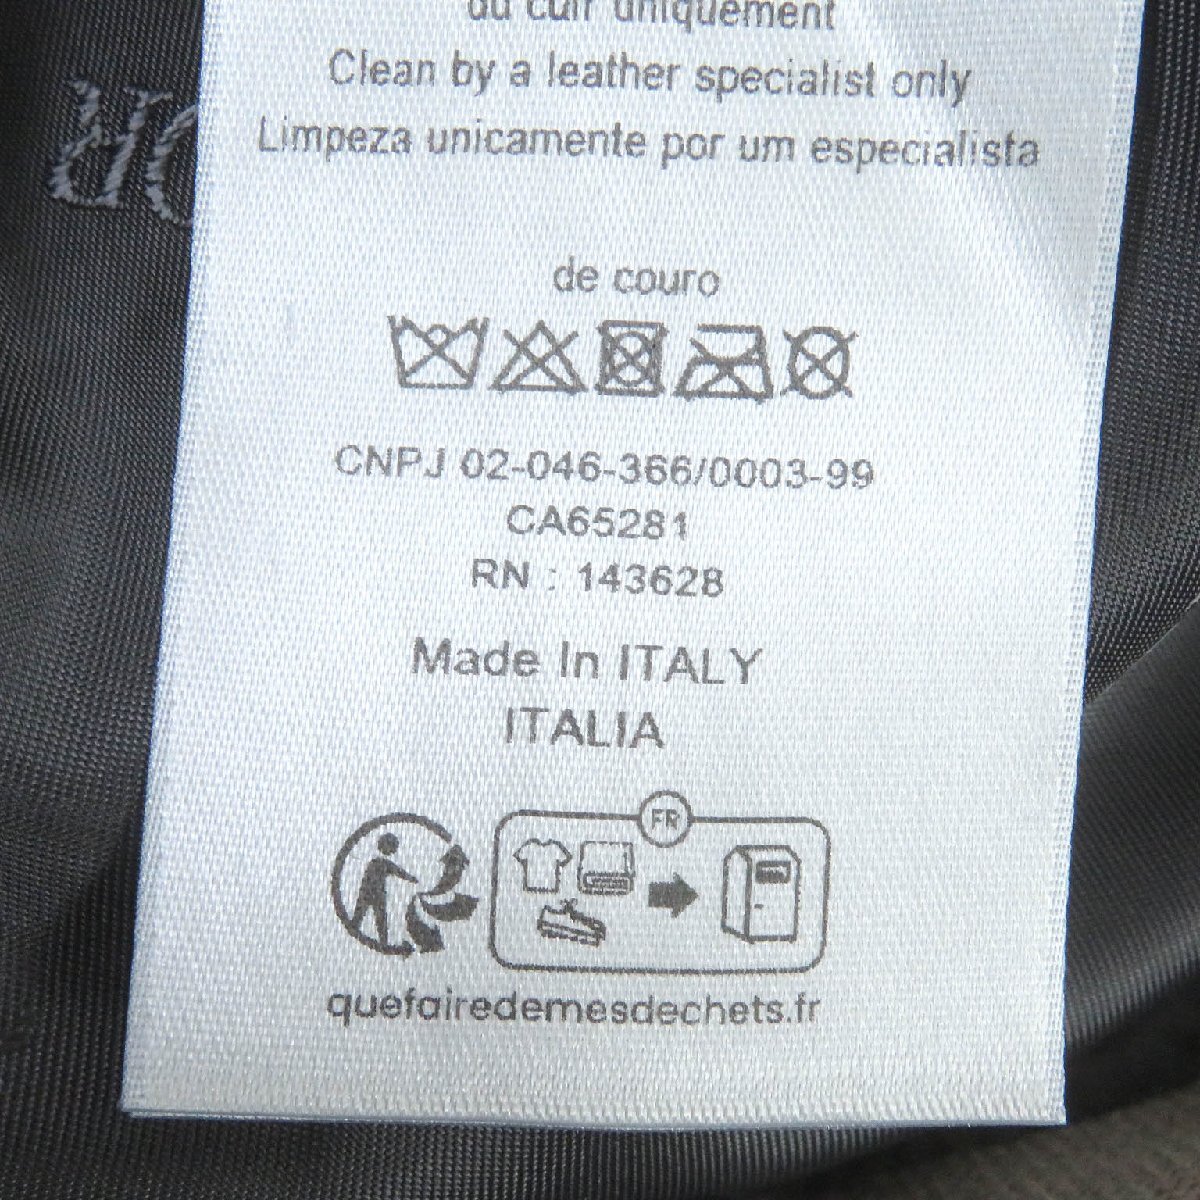 du cuir uniquement
Clean by a leather specialist only
Limpeza unicamente por um especialista
de couro
CNPJ 02-046-366/0003-99
CA65281
RN : 143628
Made In ITALY
ITALIA
FR
quefairedemesdechets.fr